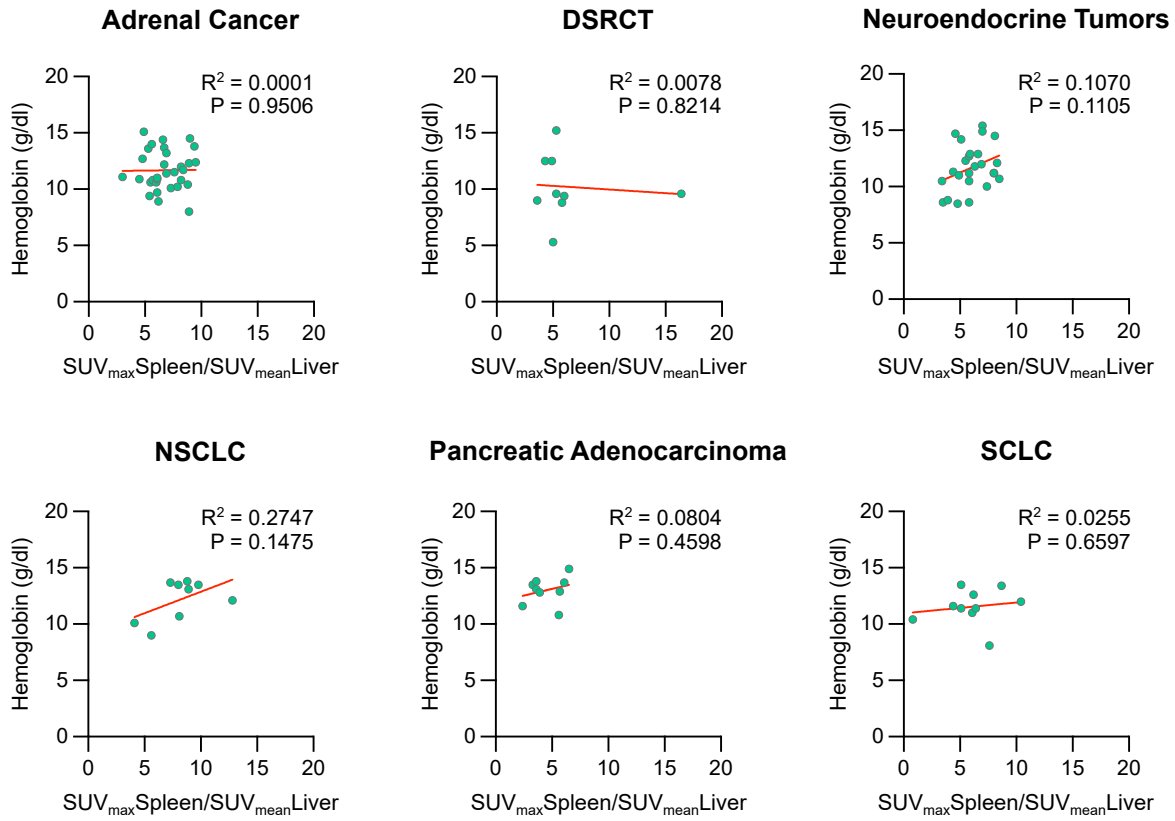 Adrenal Cancer
R² = 0.0001
P = 0.9506
Hemoglobin (g/dl)
20
15
10
5
0
0 5 10 15 20
SUVmaxSpleen/SUVmeanLiver
DSRCT
R² = 0.0078
P = 0.8214
Hemoglobin (g/dl)
20
15
10
5
0
0 5 10 15 20
SUVmaxSpleen/SUVmeanLiver
Neuroendocrine Tumors
R² = 0.1070
P = 0.1105
Hemoglobin (g/dl)
20
15
10
5
0
0 5 10 15 20
SUVmaxSpleen/SUVmeanLiver
NSCLC
R² = 0.2747
P = 0.1475
Hemoglobin (g/dl)
20
15
10
5
0
0 5 10 15 20
SUVmaxSpleen/SUVmeanLiver
Pancreatic Adenocarcinoma
R² = 0.0804
P = 0.4598
Hemoglobin (g/dl)
20
15
10
5
0
0 5 10 15 20
SUVmaxSpleen/SUVmeanLiver
SCLC
R² = 0.0255
P = 0.6597
Hemoglobin (g/dl)
20
15
10
5
0
0 5 10 15 20
SUVmaxSpleen/SUVmeanLiver